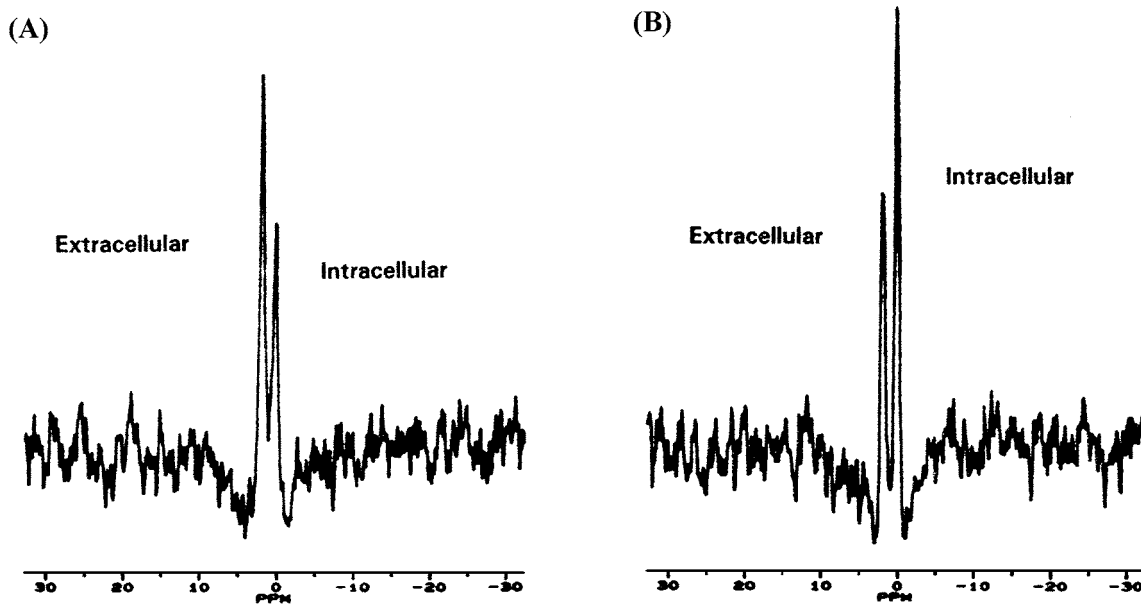 (A)
Extracellular
Intracellular
30 20 10 0 -10 -20 -30
PPM
(B)
Intracellular
Extracellular
30 20 10 0 -10 -20 -30
PPM